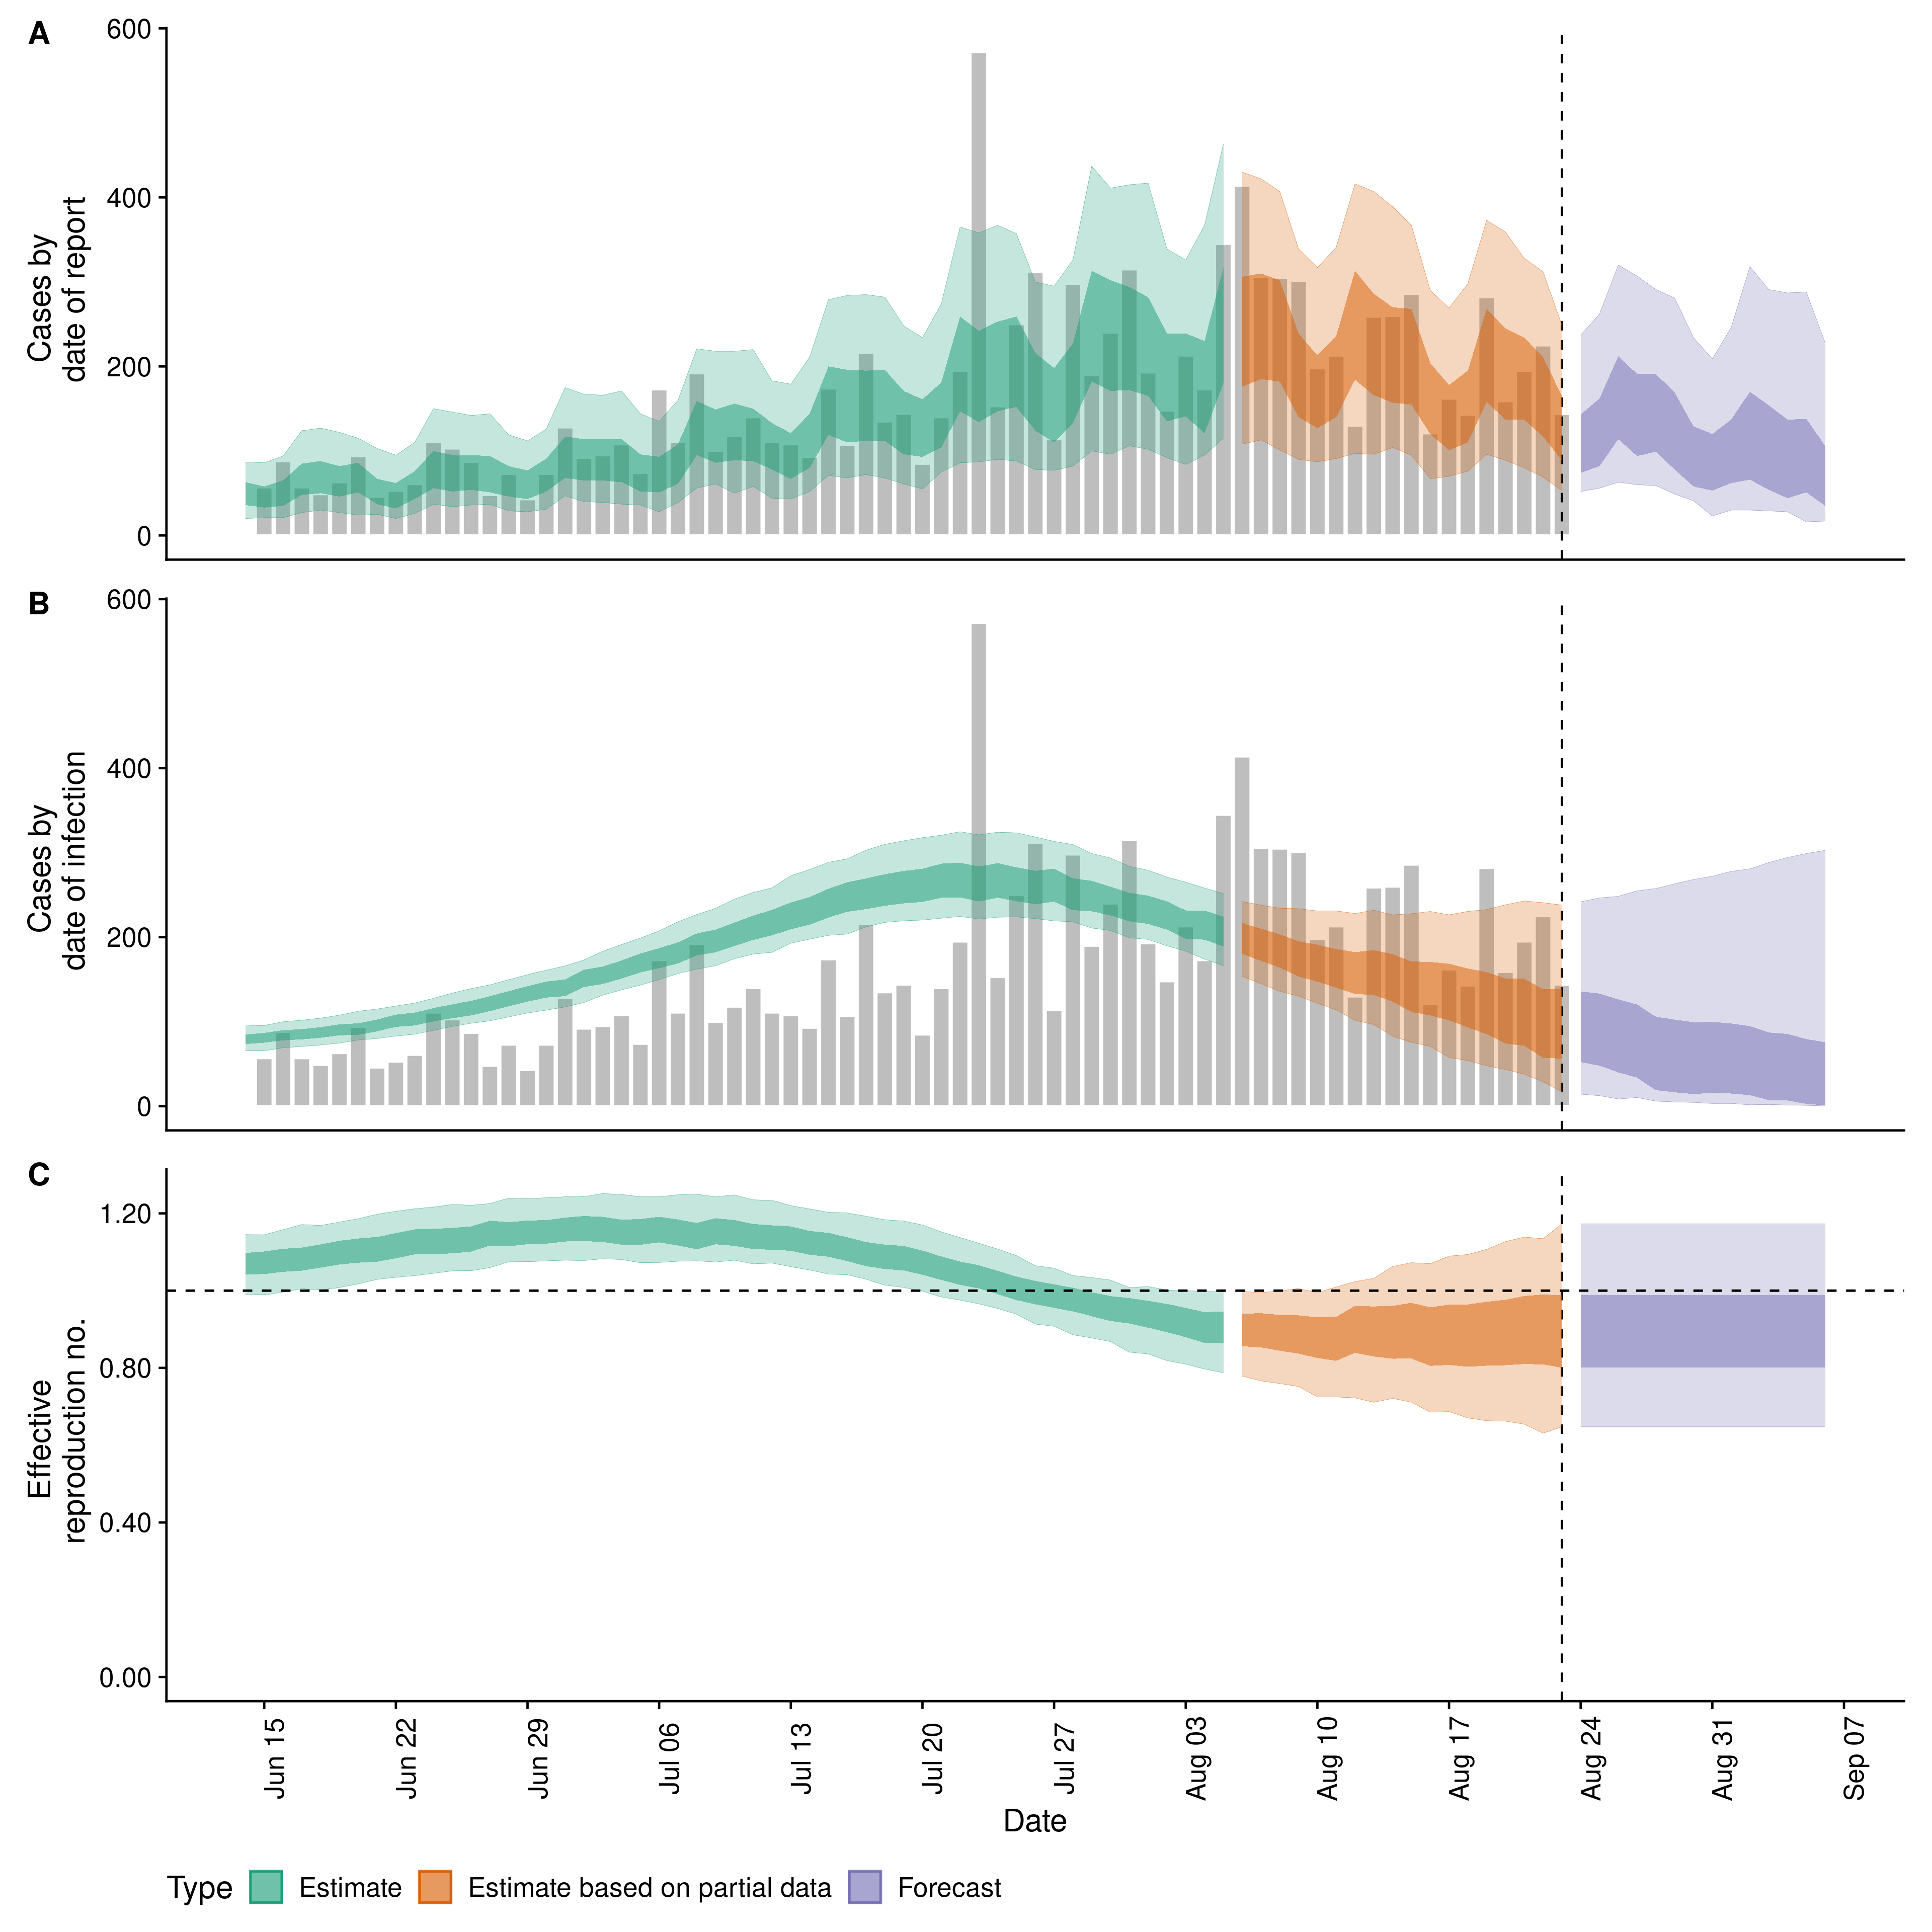 A
600
400
200
0
Cases by
date of report
B
600
400
200
0
Cases by
date of infection
C
1.20
0.80
0.40
0.00
Effective
reproduction no.
Jun 15
Jun 22
Jun 29
Jul 06
Jul 13
Jul 20
Jul 27
Aug 03
Aug 10
Aug 17
Aug 24
Aug 31
Sep 07
Date
Type Estimate Estimate based on partial data Forecast